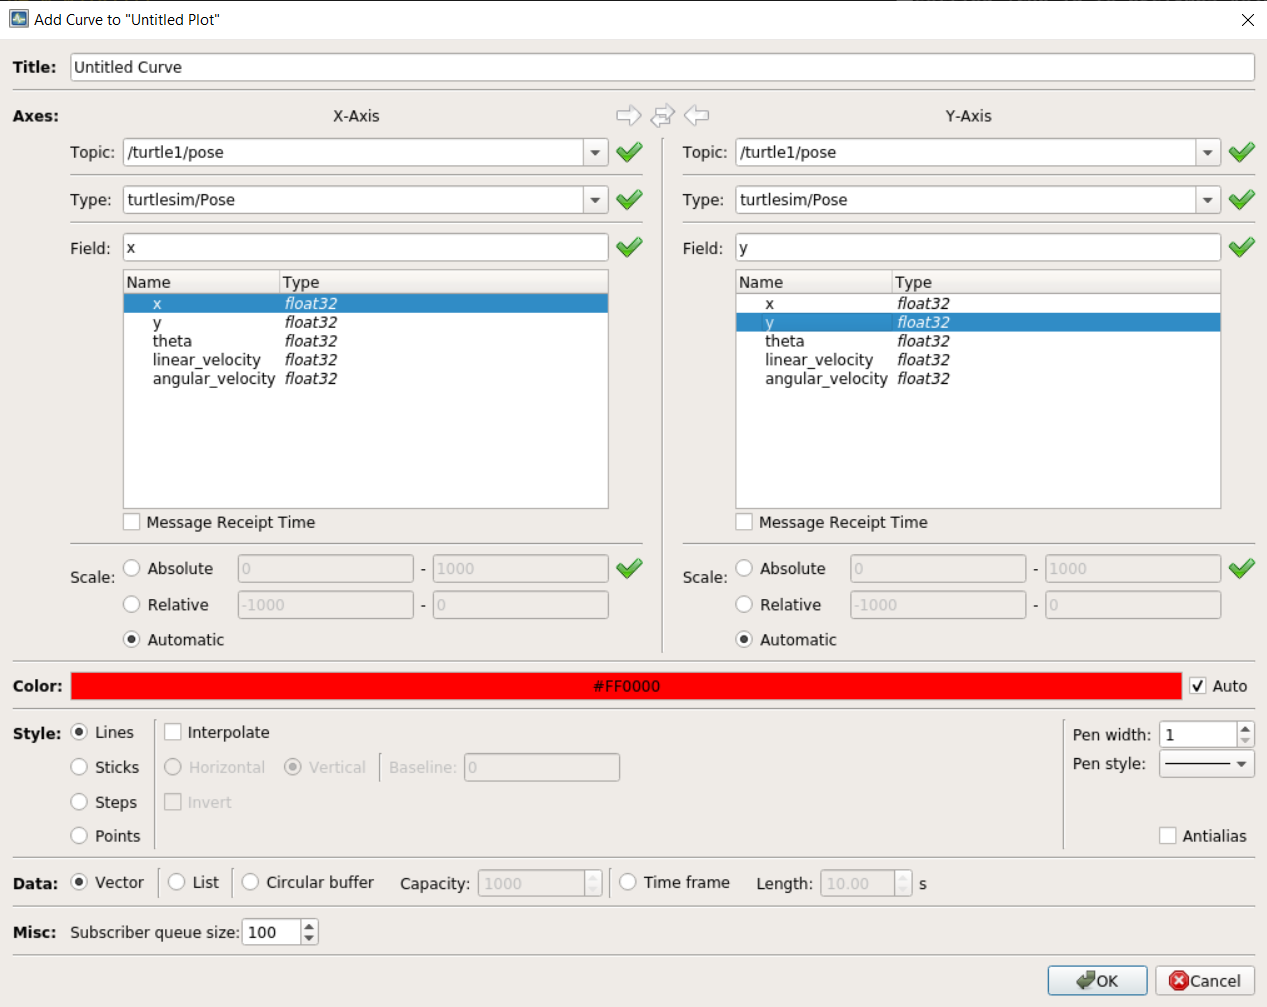 Add Curve to "Untitled Plot"
Title: Untitled Curve
Axes: X-Axis Y-Axis
Topic: /turtle1/pose Topic: /turtle1/pose
Type: turtlesim/Pose Type: turtlesim/Pose
Field: x Field: y
Name Type Name Type
x float32 x float32
y float32 y float32
theta float32 theta float32
linear_velocity float32 linear_velocity float32
angular_velocity float32 angular_velocity float32
Message Receipt Time Message Receipt Time
Scale: Absolute 0 - 1000 Scale: Absolute 0 - 1000
Relative -1000 - 0 Relative -1000 - 0
Automatic Automatic
Color: #FF0000 Auto
Style: Lines Interpolate Pen width: 1
Sticks Horizontal Vertical Baseline: 0 Pen style:
Steps Invert
Points Antialias
Data: Vector List Circular buffer Capacity: 1000 Time frame Length: 10.00 s
Misc: Subscriber queue size: 100
OK Cancel